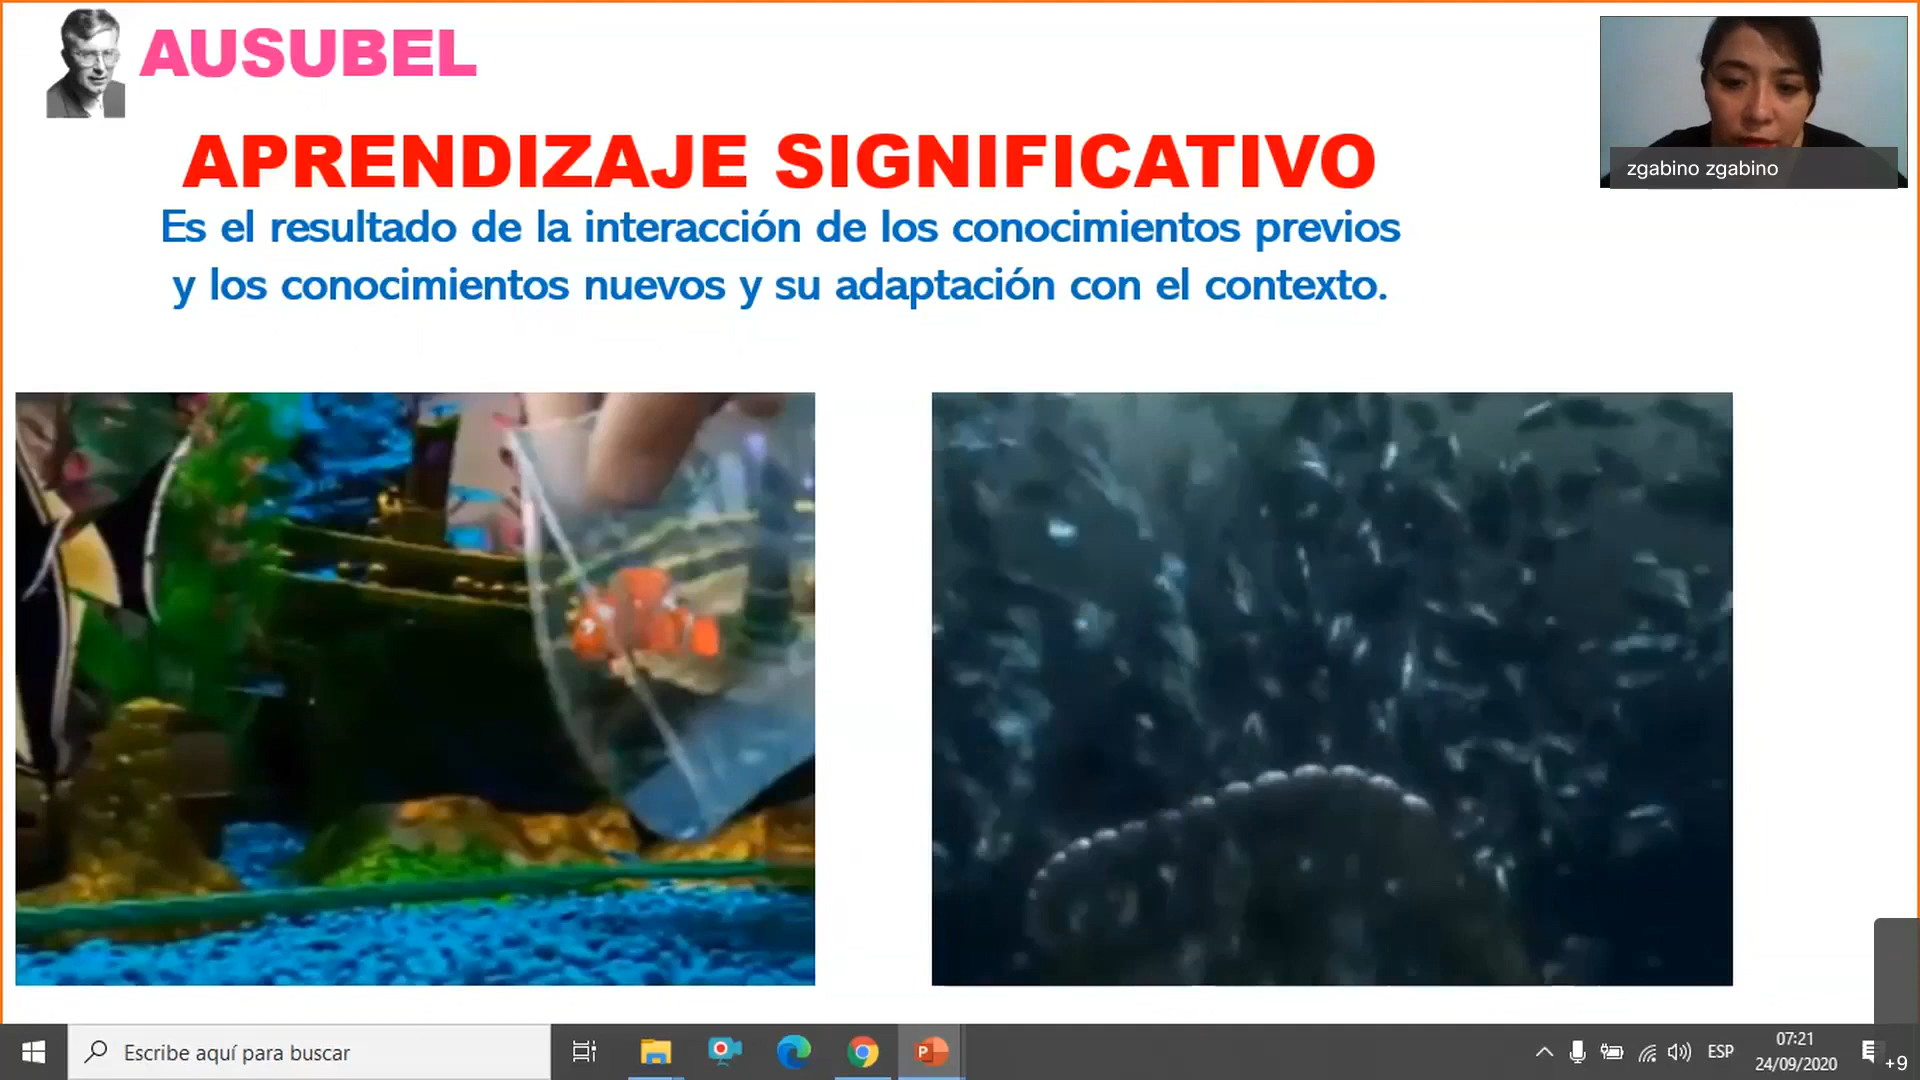 AUSUBEL
APRENDIZAJE SIGNIFICATIVO
Es el resultado de la interacción de los conocimientos previos
y los conocimientos nuevos y su adaptación con el contexto.
zgabino zgabino
Escribe aquí para buscar
ESP
07:21
24/09/2020
+9